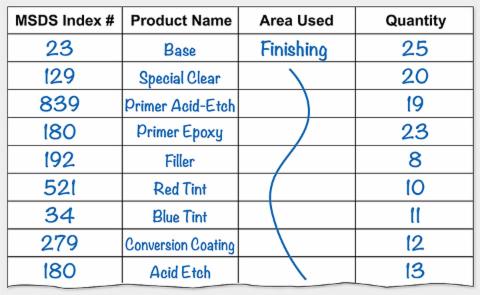 MSDS Index # Product Name Area Used Quantity
23 Base Finishing 25
129 Special Clear 20
839 Primer Acid-Etch 19
180 Primer Epoxy 23
192 Filler 8
521 Red Tint 10
34 Blue Tint 11
279 Conversion Coating 12
180 Acid Etch 13